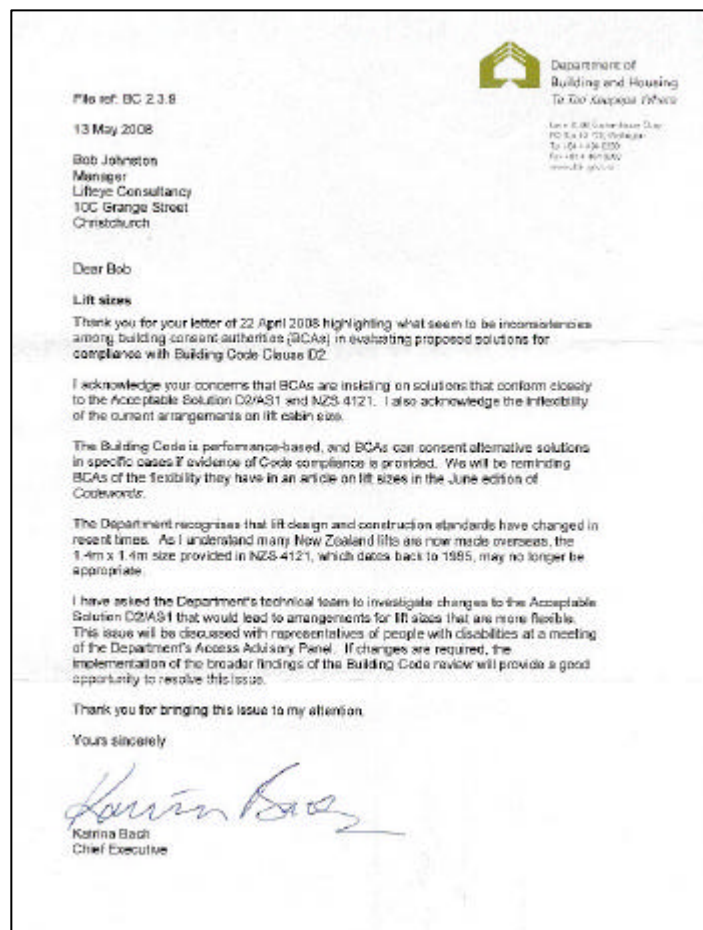 Department of
Building and Housing
File ref: BC 2.3.9
13 May 2008
Bob Johnston
Manager
Lifteye Consultancy
10C Grange Street
Christchurch
Dear Bob
Lift sizes
Thank you for your letter of 22 April 2008 highlighting what seem to be inconsistencies
among building consent authorities (BCAs) in evaluating proposed solutions for
compliance with Building Code Clause D2.
I acknowledge your concerns that BCAs are insisting on solutions that conform closely
to the Acceptable Solution D2/AS1 and NZS 4121. I also acknowledge the inflexibility
of the current arrangements on lift cabin size.
The Building Code is performance-based, and BCAs can consent alternative solutions
in specific cases if evidence of Code compliance is provided. We will be reminding
BCAs of the flexibility they have in an article on lift sizes in the June edition of
Codewords.
The Department recognises that lift design and construction standards have changed in
recent times. As I understand many New Zealand lifts are now made overseas, the
1.4m x 1.4m size provided in NZS 4121, which dates back to 1985, may no longer be
appropriate.
I have asked the Department's technical team to investigate changes to the Acceptable
Solution D2/AS1 that would lead to arrangements for lift sizes that are more flexible.
This issue will be discussed with representatives of people with disabilities at a meeting
of the Department's Access Advisory Panel. If changes are required, the
implementation of the broader findings of the Building Code review will provide a good
opportunity to resolve this issue.
Thank you for bringing this issue to my attention.
Yours sincerely
Katrina Bach
Katrina Bach
Chief Executive